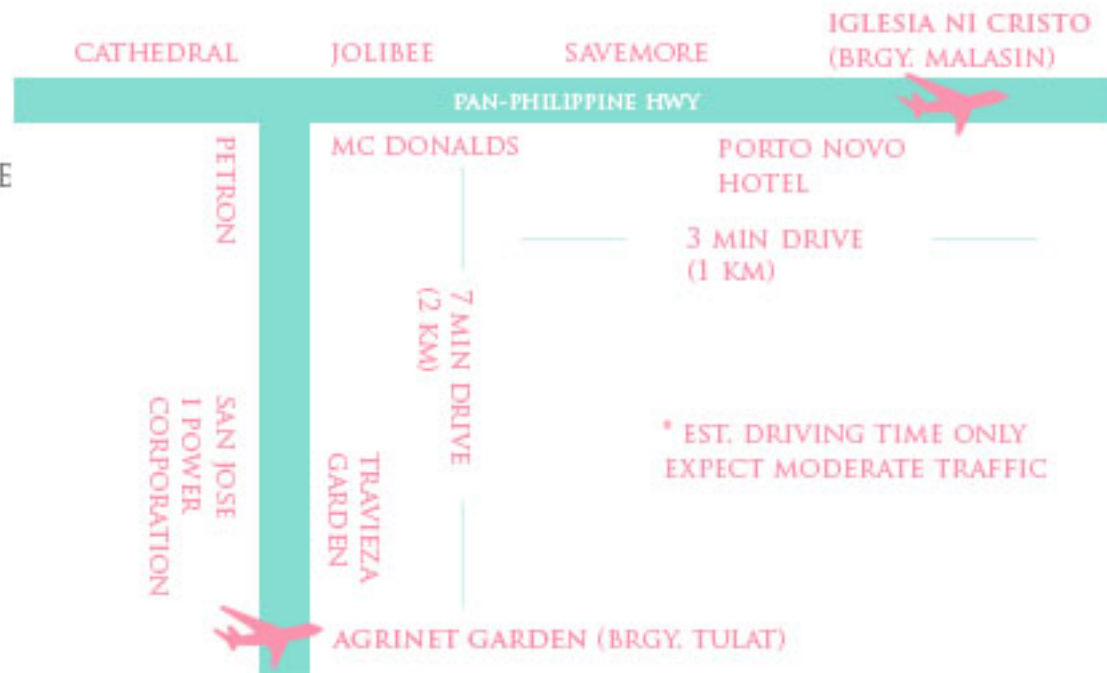 IGLESIA NI CRISTO
(BRGY. MALASIN)
CATHEDRAL
JOLIBEE
SAVEMORE
PAN-PHILIPPINE HWY
E
PETRON
MC DONALDS
PORTO NOVO
HOTEL
3 MIN DRIVE
(1 KM)
7 MIN DRIVE
(2 KM)
SAN JOSE
I POWER
CORPORATION
TRAVIEZA
GARDEN
* EST. DRIVING TIME ONLY
EXPECT MODERATE TRAFFIC
AGRINET GARDEN (BRGY. TULAT)